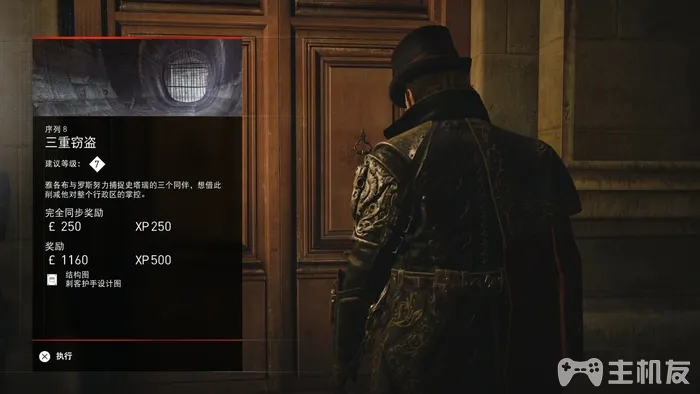 序列 8
三重窃盗
建议等级： 7
雅各布与罗斯努力捕捉史塔瑞的三个同伴，想借此
削减他对整个行政区的掌控。
完全同步奖励
£ 250 XP 250
奖励
£ 1160 XP 500
结构图
刺客护手设计图
执行
主机友